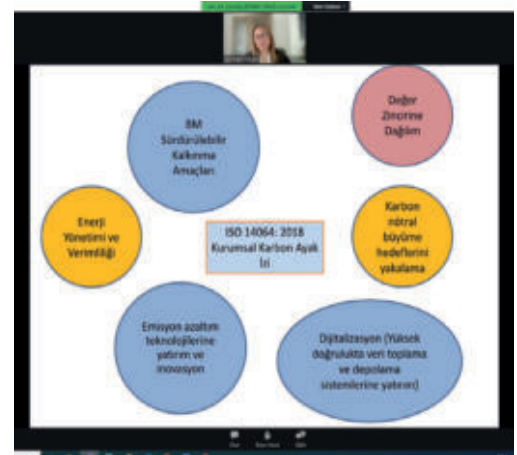 BM
Sürdürülebilir
Kalkınma
Amaçları
Değer
Zincirine
Dağılım
Enerji
Yönetimi ve
Verimliliği
ISO 14064: 2018
Kurumsal Karbon Ayak
İzi
Karbon
nötral
büyüme
hedeflerini
yakalama
Emisyon azaltım
teknolojilerine
yatırım ve
inovasyon
Dijitalizasyon (Yüksek
doğrulukta veri toplama
ve depolama
sistemlerine yatırım)